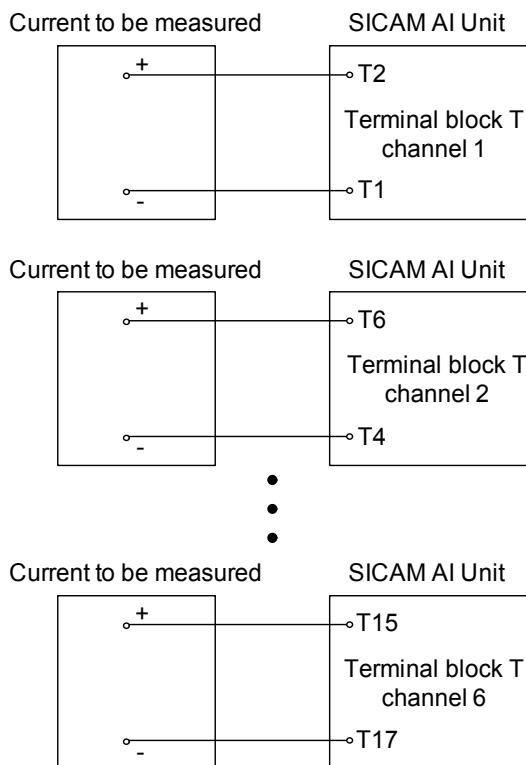 Current to be measured
SICAM AI Unit
+
T2
Terminal block T
channel 1
T1
-
Current to be measured
SICAM AI Unit
+
T6
Terminal block T
channel 2
T4
-
Current to be measured
SICAM AI Unit
+
T15
Terminal block T
channel 6
T17
-